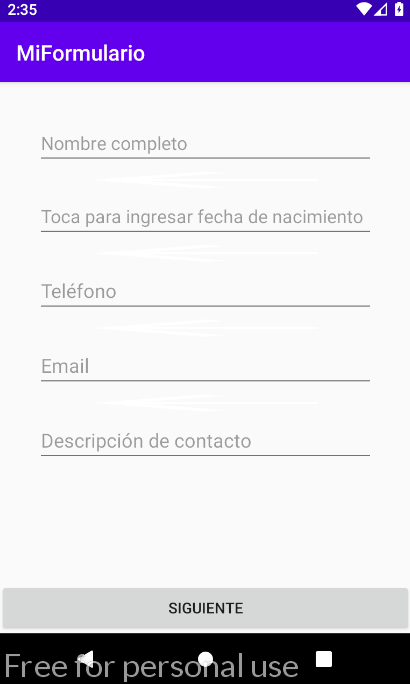 2:35
MiFormulario
Nombre completo
Toca para ingresar fecha de nacimiento
Teléfono
Email
Descripción de contacto
SIGUIENTE
Free for personal use